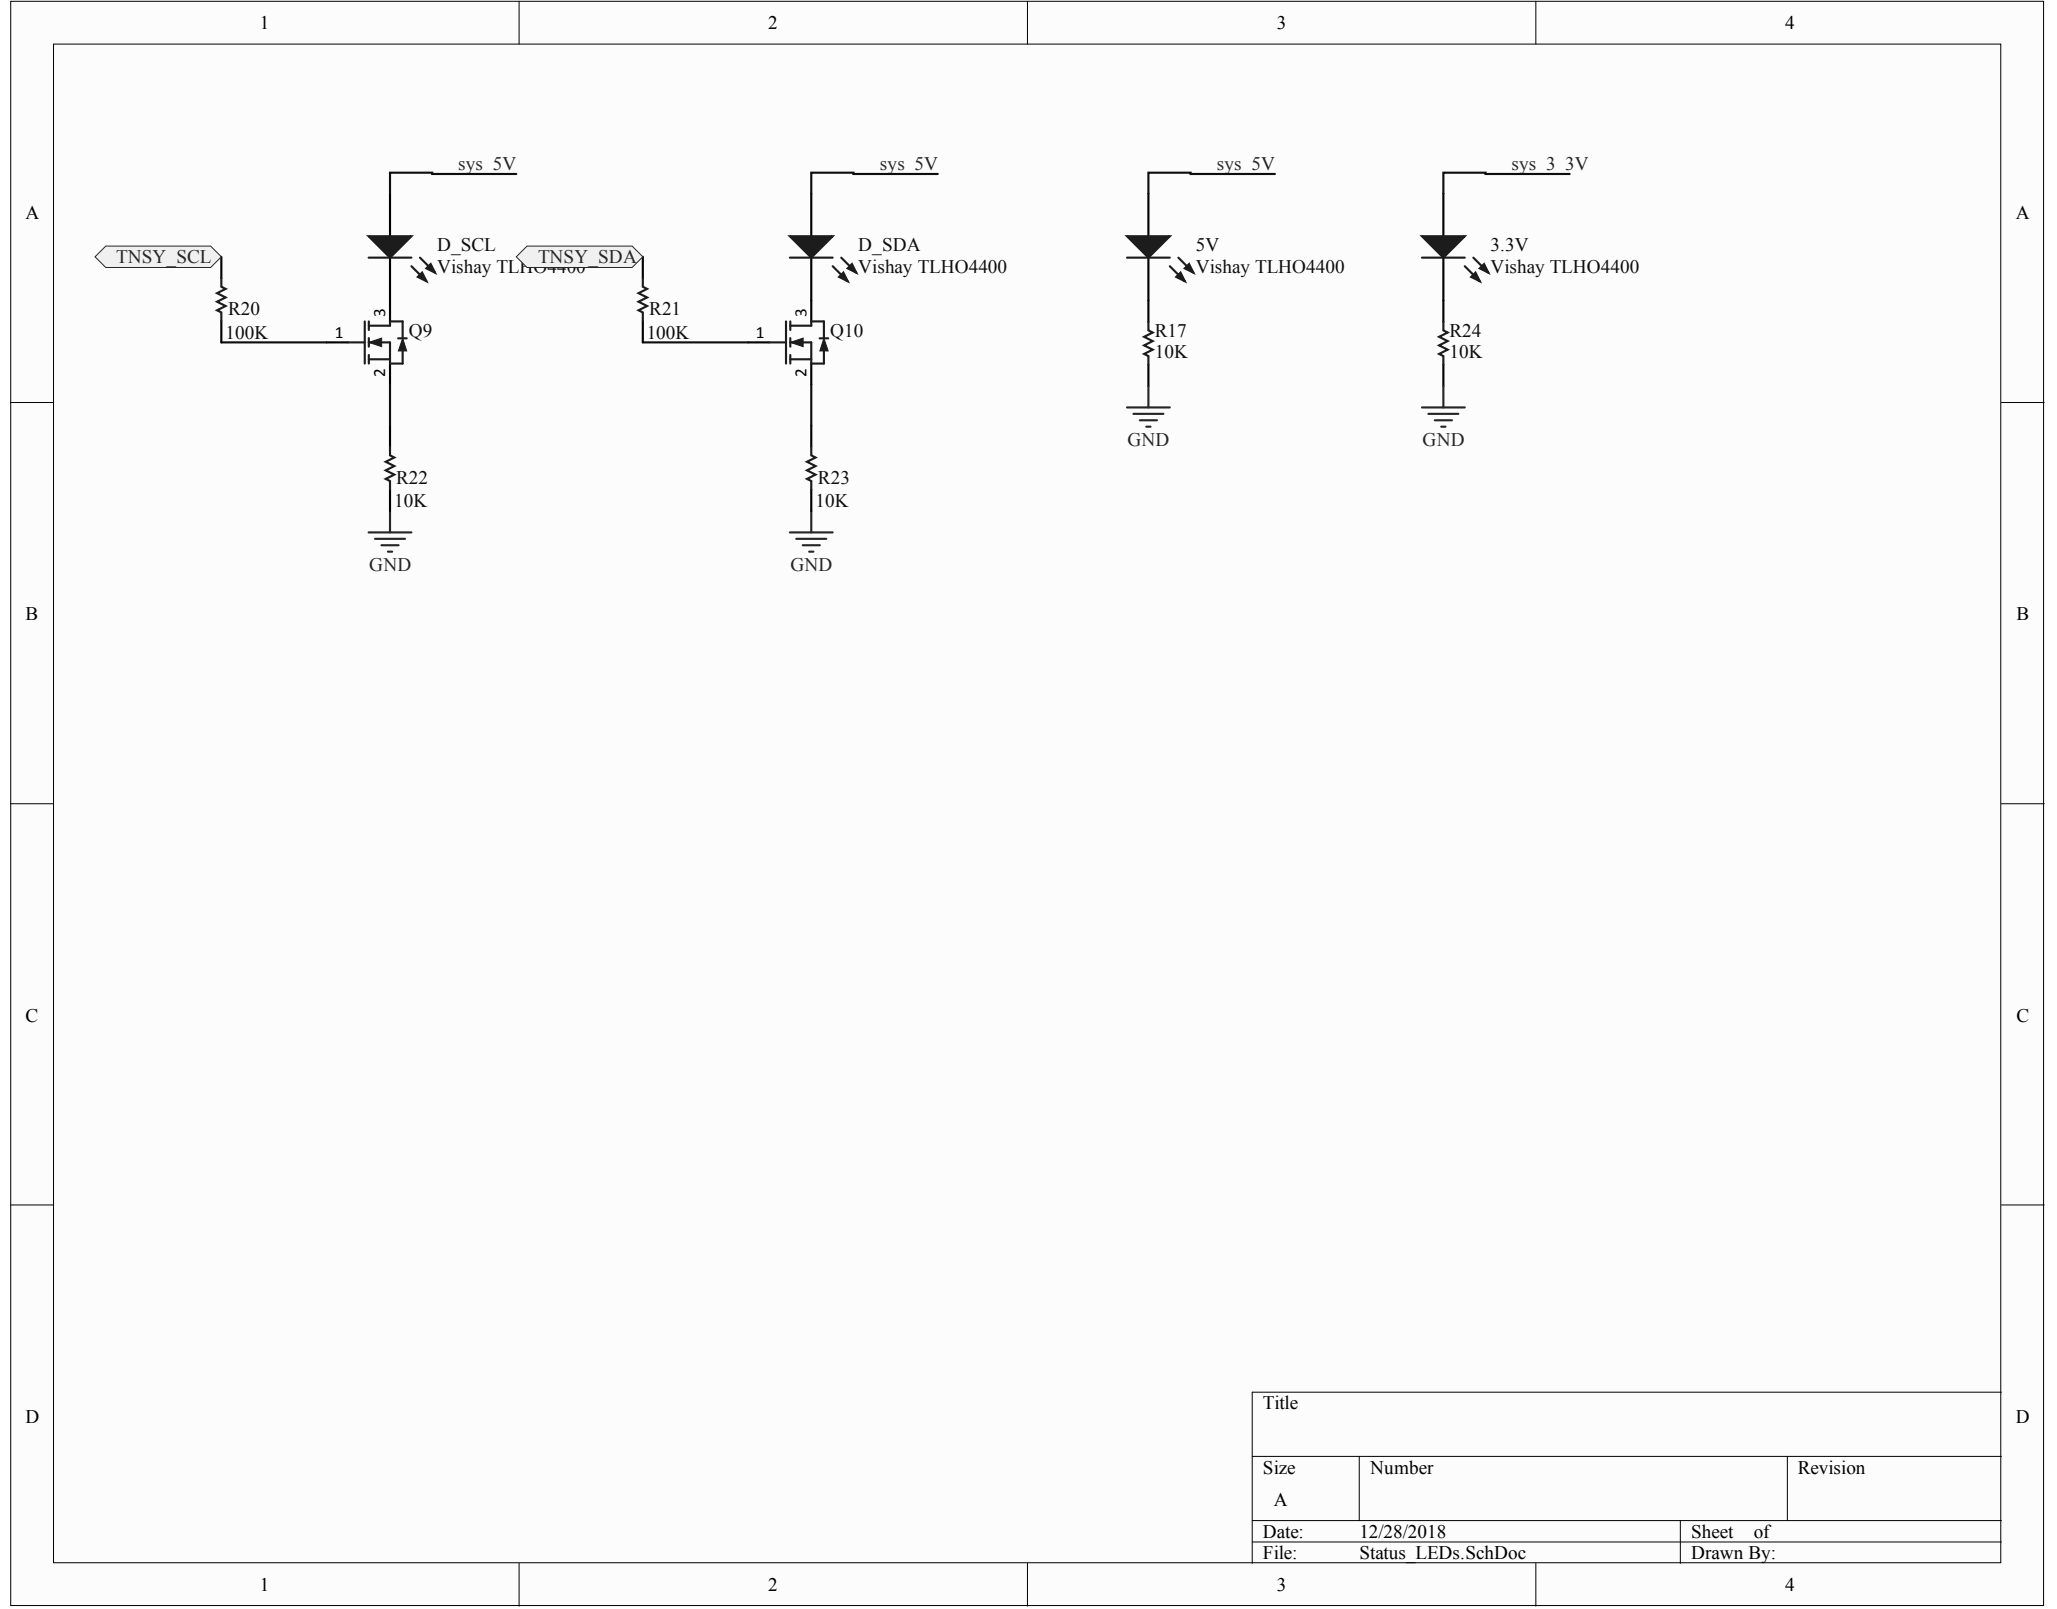 1 2 3 4
A A
sys_5V
D_SCL
Vishay TLHO4400
TNSY_SCL
R20
100K
1
3
2
Q9
R22
10K
GND
sys_5V
D_SDA
Vishay TLHO4400
TNSY_SDA
R21
100K
1
3
2
Q10
R23
10K
GND
sys_5V
5V
Vishay TLHO4400
R17
10K
GND
sys_3_3V
3.3V
Vishay TLHO4400
R24
10K
GND
B B
C C
D D
Title
Size Number Revision
A
Date: 12/28/2018 Sheet of
File: Status_LEDs.SchDoc Drawn By:
1 2 3 4